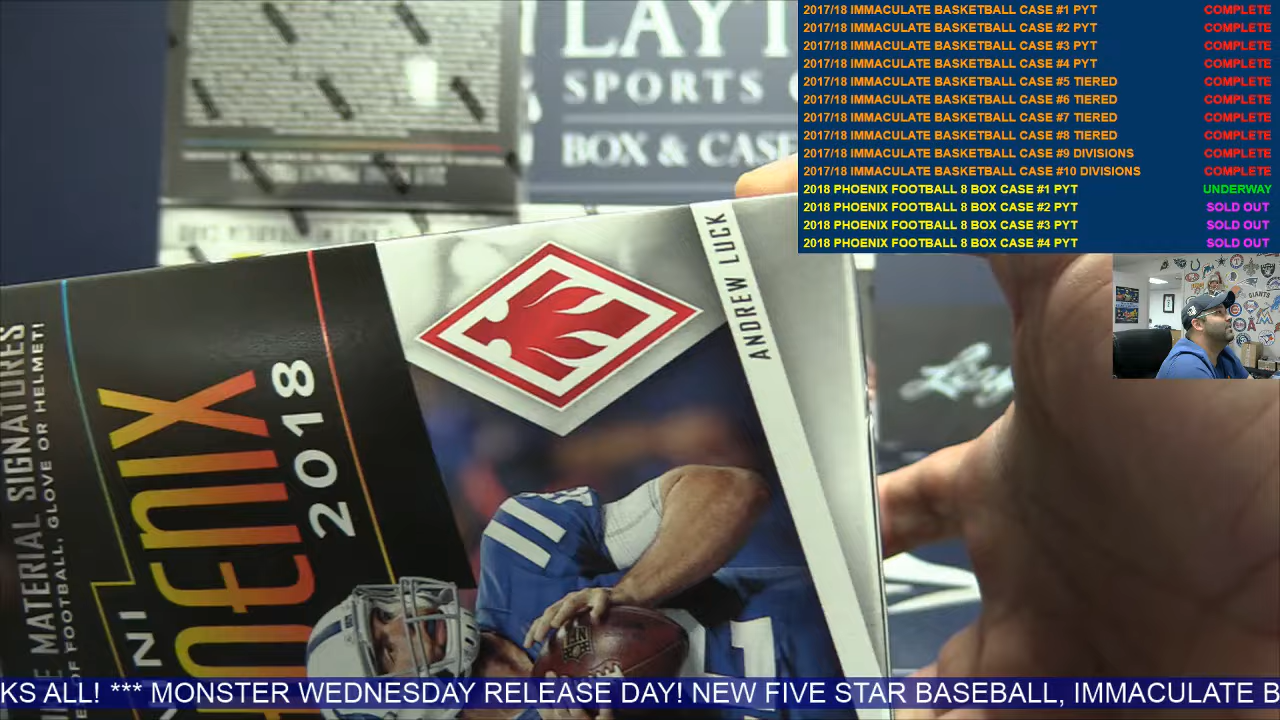 2017/18 IMMACULATE BASKETBALL CASE #1 PYT COMPLETE
2017/18 IMMACULATE BASKETBALL CASE #2 PYT COMPLETE
2017/18 IMMACULATE BASKETBALL CASE #3 PYT COMPLETE
2017/18 IMMACULATE BASKETBALL CASE #4 PYT COMPLETE
2017/18 IMMACULATE BASKETBALL CASE #5 TIERED COMPLETE
2017/18 IMMACULATE BASKETBALL CASE #6 TIERED COMPLETE
2017/18 IMMACULATE BASKETBALL CASE #7 TIERED COMPLETE
2017/18 IMMACULATE BASKETBALL CASE #8 TIERED COMPLETE
2017/18 IMMACULATE BASKETBALL CASE #9 DIVISIONS COMPLETE
2017/18 IMMACULATE BASKETBALL CASE #10 DIVISIONS COMPLETE
2018 PHOENIX FOOTBALL 8 BOX CASE #1 PYT UNDERWAY
2018 PHOENIX FOOTBALL 8 BOX CASE #2 PYT SOLD OUT
2018 PHOENIX FOOTBALL 8 BOX CASE #3 PYT SOLD OUT
2018 PHOENIX FOOTBALL 8 BOX CASE #4 PYT SOLD OUT
LAYT
SPORTS
BOX & CASE
ANDREW LUCK
2018
ENIX
NI
MATERIAL SIGNATURES
OF FOOTBALL, GLOVE OR HELMET!
Leaf
NFL
GIANTS
KS ALL! *** MONSTER WEDNESDAY RELEASE DAY! NEW FIVE STAR BASEBALL, IMMACULATE B